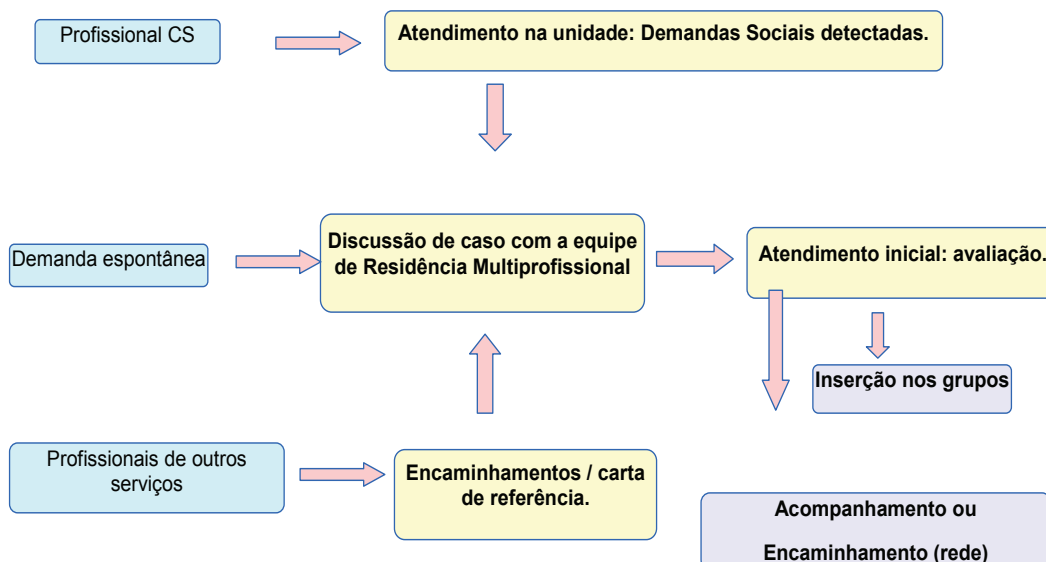 Profissional CS
Atendimento na unidade: Demandas Sociais detectadas.
Demanda espontânea
Discussão de caso com a equipe
de Residência Multiprofissional
Atendimento inicial: avaliação.
Inserção nos grupos
Profissionais de outros
serviços
Encaminhamentos / carta
de referência.
Acompanhamento ou
Encaminhamento (rede)